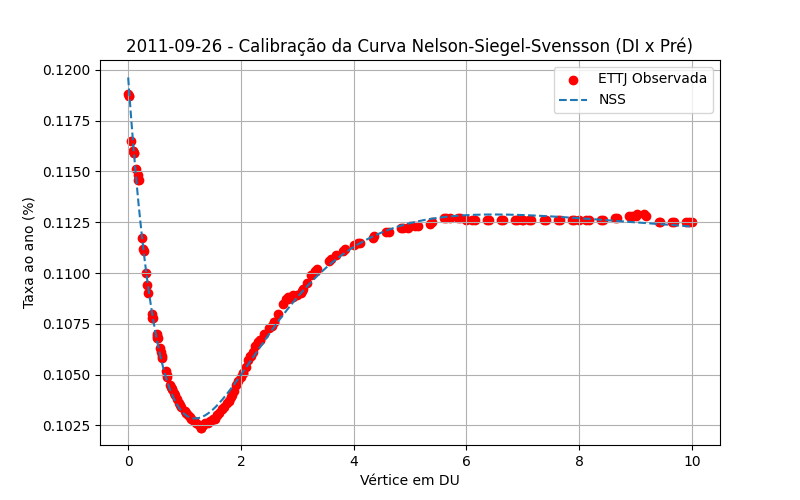 2011-09-26 - Calibração da Curva Nelson-Siegel-Svensson (DI x Pré)
ETTJ Observada
NSS
Taxa ao ano (%)
0.1200
0.1175
0.1150
0.1125
0.1100
0.1075
0.1050
0.1025
0 2 4 6 8 10
Vértice em DU